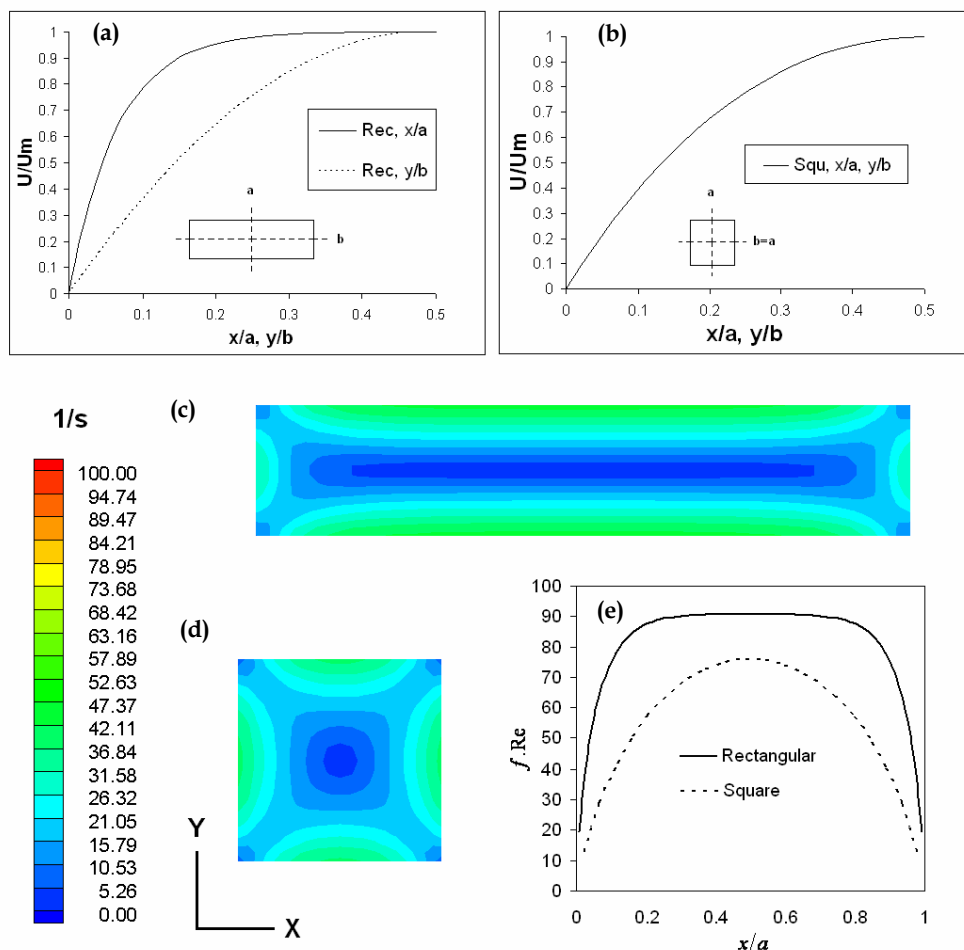 (a)
1
0.9
0.8
0.7
0.6
0.5
0.4
0.3
0.2
0.1
0
U/Um
Rec, x/a
Rec, y/b
a
b
0 0.1 0.2 0.3 0.4 0.5
x/a, y/b
(b)
1
0.9
0.8
0.7
0.6
0.5
0.4
0.3
0.2
0.1
0
U/Um
Squ, x/a, y/b
a
b=a
0 0.1 0.2 0.3 0.4 0.5
x/a, y/b
1/s
100.00
94.74
89.47
84.21
78.95
73.68
68.42
63.16
57.89
52.63
47.37
42.11
36.84
31.58
26.32
21.05
15.79
10.53
5.26
0.00
(c)
(d)
Y
X
(e)
100
90
80
70
60
50
40
30
20
10
0
f.Re
Rectangular
Square
0 0.2 0.4 0.6 0.8 1
x/a